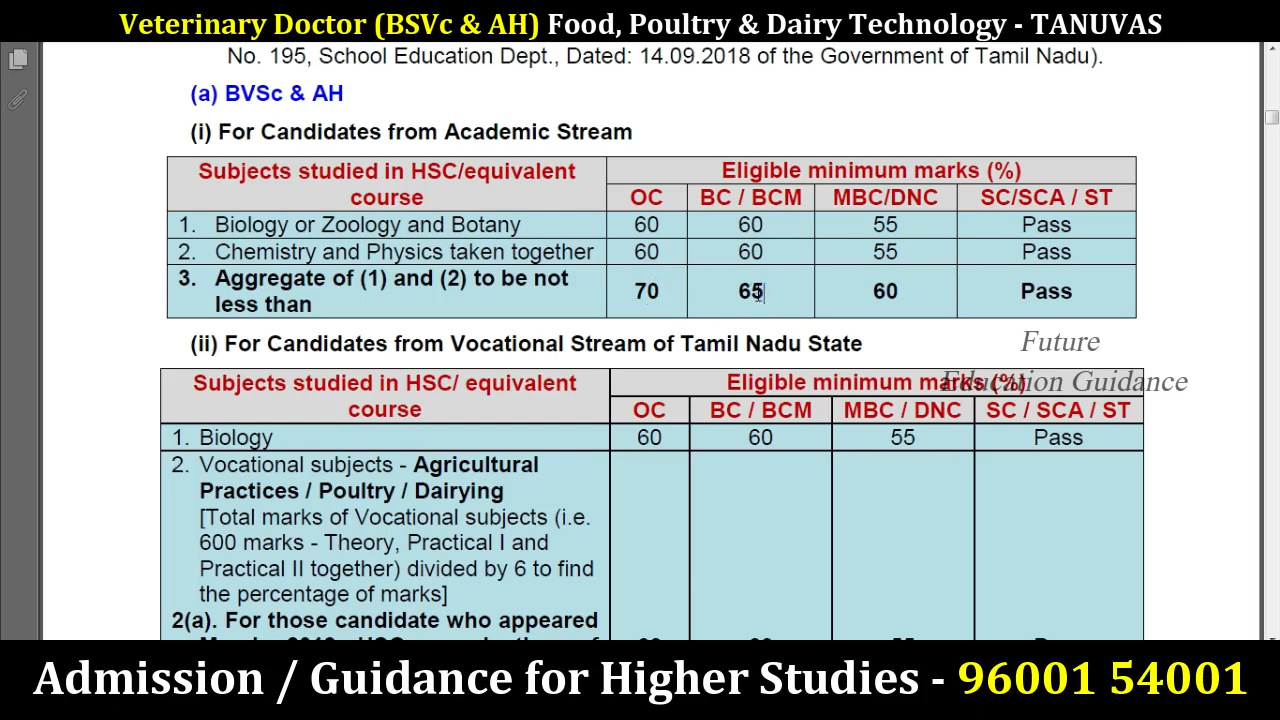 Veterinary Doctor (BSVc & AH) Food, Poultry & Dairy Technology - TANUVAS
No. 195, School Education Dept., Dated: 14.09.2018 of the Government of Tamil Nadu).
(a) BVSc & AH
(i) For Candidates from Academic Stream
Subjects studied in HSC/equivalent course Eligible minimum marks (%)
OC BC / BCM MBC/DNC SC/SCA / ST
1. Biology or Zoology and Botany 60 60 55 Pass
2. Chemistry and Physics taken together 60 60 55 Pass
3. Aggregate of (1) and (2) to be not
less than 70 65 60 Pass
(ii) For Candidates from Vocational Stream of Tamil Nadu State
Future
Education Guidance
Subjects studied in HSC/ equivalent course Eligible minimum marks (%)
OC BC / BCM MBC / DNC SC / SCA / ST
1. Biology 60 60 55 Pass
2. Vocational subjects - Agricultural
Practices / Poultry / Dairying
[Total marks of Vocational subjects (i.e.
600 marks - Theory, Practical I and
Practical II together) divided by 6 to find
the percentage of marks]
2(a). For those candidate who appeared
Admission / Guidance for Higher Studies - 96001 54001